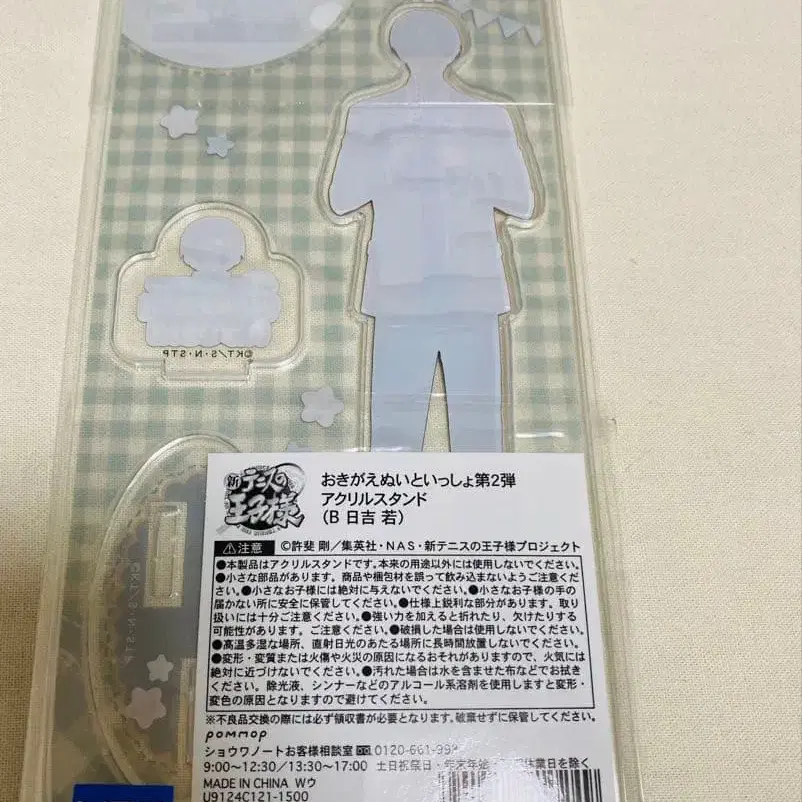 ©KT/S・N・STP
©KT/S・N・STP
新テニスの
王子様
おきがえぬいといっしょ第2弾
アクリルスタンド
(B 日吉 若)
⚠注意 ©許斐 剛/集英社・NAS・新テニスの王子様プロジェクト
●本製品はアクリルスタンドです。本来の用途以外には使用しないでください。
●小さな部品があります。商品や梱包材を誤って飲み込まないようご注意くだ
さい。●小さなお子様には絶対に与えないでください。●小さなお子様の手の
届かない所に安全に保管してください。●仕様上鋭利な部分があります。取り
扱いには十分ご注意ください。●強い力を加えると折れたり、欠けたりする
可能性があります。ご注意ください。●破損した場合は使用しないでください。
●高温多湿な場所、直射日光のあたる場所に長時間放置しないでください。
●変形・変質または火傷や火災の原因になるおそれがありますので、火気には
絶対に近づけないでください。●汚れた場合は水を含ませた布などでお拭き
ください。除光液、シンナーなどのアルコール系溶剤を使用しますと変形・
変色の原因となりますので避けてください。
※不良品交換の際には必ず領収書が必要となります。破棄せずに保管してください。
pommop
ショウワノートお客様相談室 0120-661-99
9:00~12:30/13:30~17:00 土日祝祭日・年末年始 休業日を除く
MADE IN CHINA Wウ
U9124C121-1500